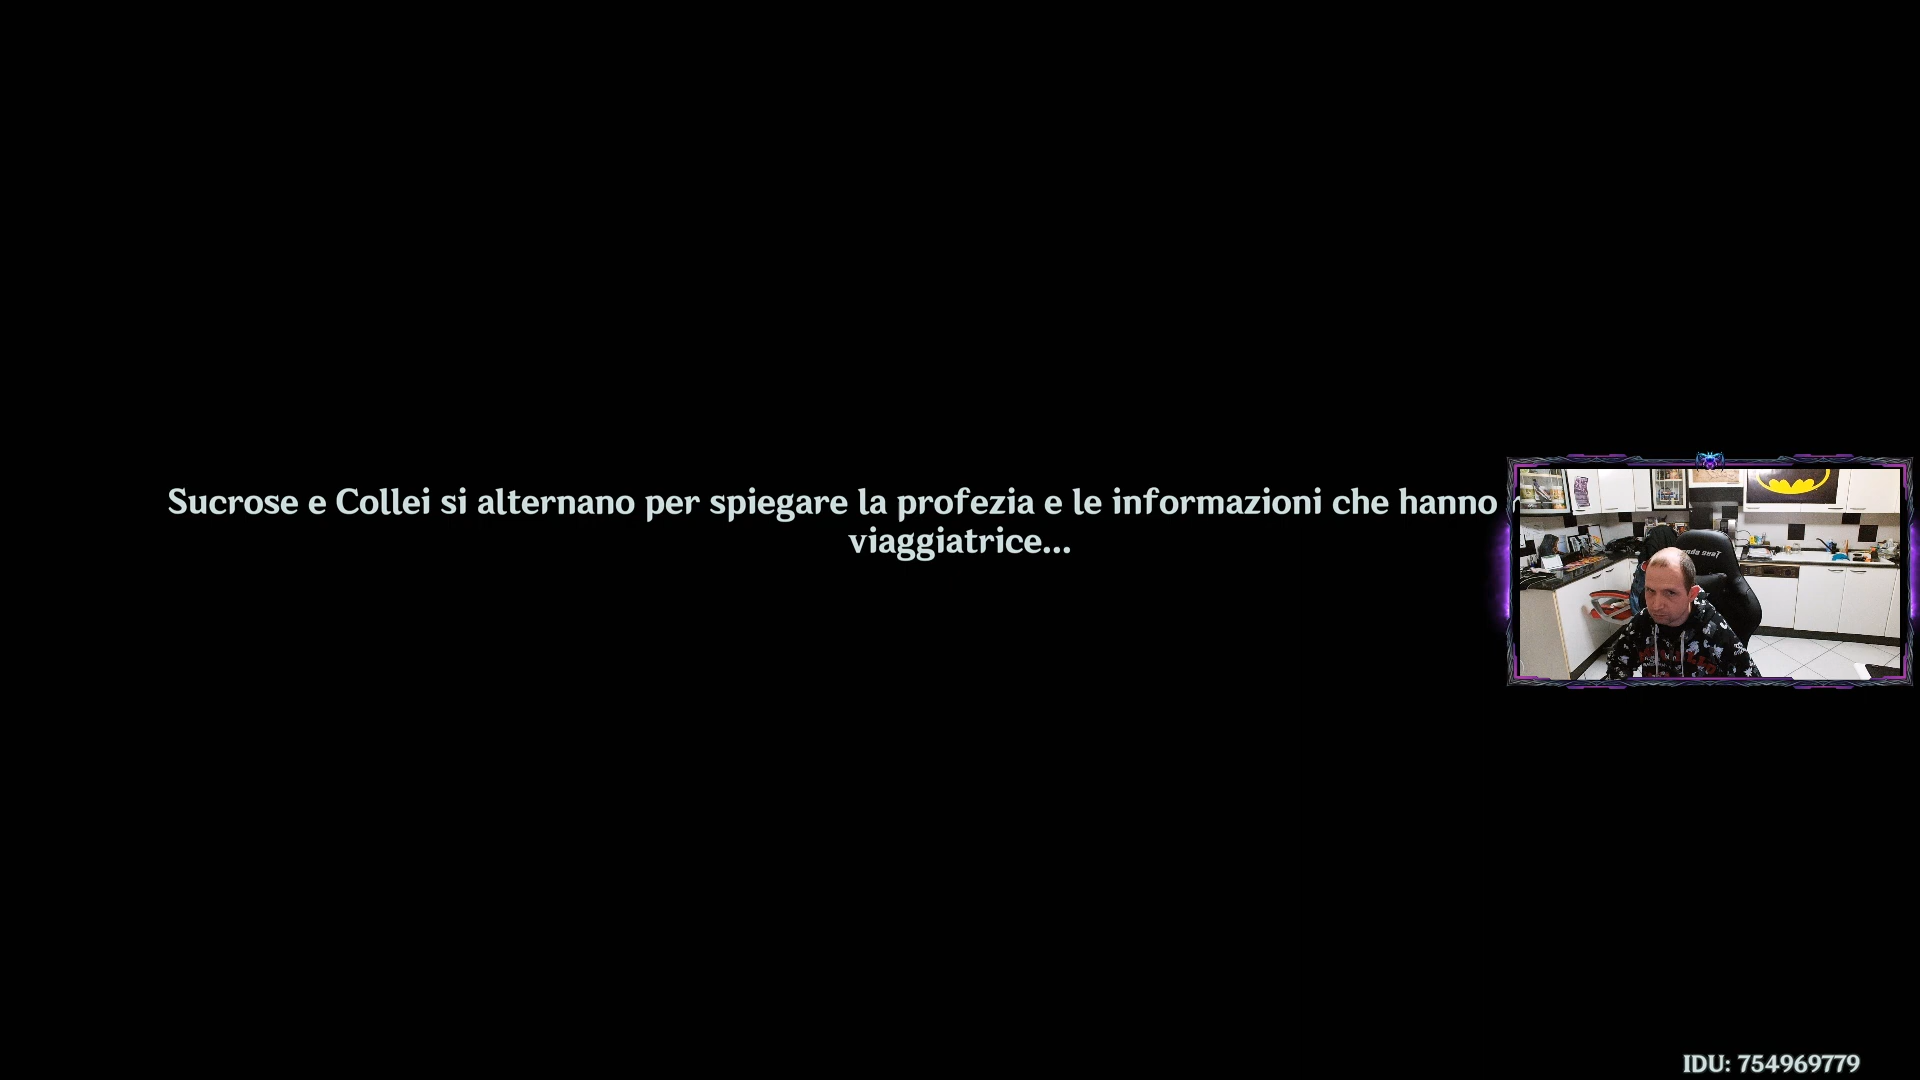 Sucrose e Collei si alternano per spiegare la profezia e le informazioni che hanno
viaggiatrice...
IDU: 754969779